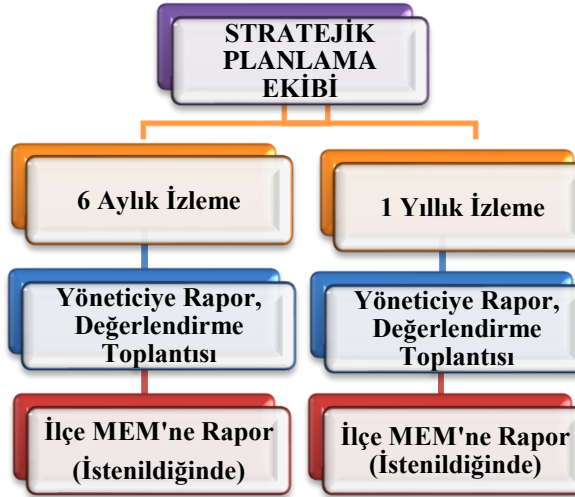 STRATEJİK
PLANLAMA
EKİBİ
6 Aylık İzleme
1 Yıllık İzleme
Yöneticiye Rapor,
Değerlendirme
Toplantısı
Yöneticiye Rapor,
Değerlendirme
Toplantısı
İlçe MEM'ne Rapor
(İstenildiğinde)
İlçe MEM'ne Rapor
(İstenildiğinde)